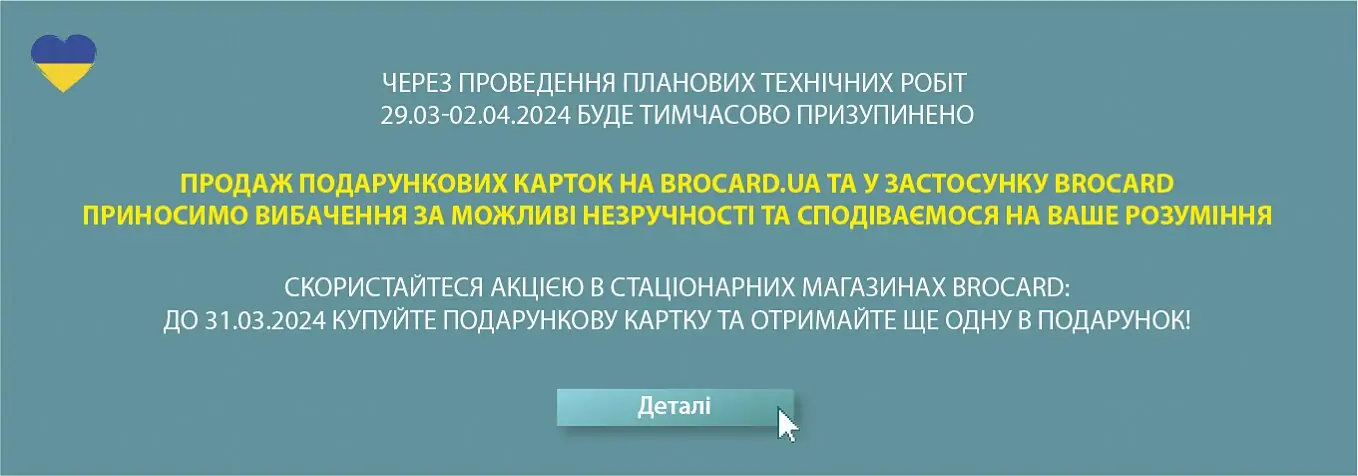 ЧЕРЕЗ ПРОВЕДЕННЯ ПЛАНОВИХ ТЕХНІЧНИХ РОБІТ
29.03-02.04.2024 БУДЕ ТИМЧАСОВО ПРИЗУПИНЕНО
ПРОДАЖ ПОДАРУНКОВИХ КАРТОК НА BROCARD.UA ТА У ЗАСТОСУНКУ BROCARD
ПРИНОСИМО ВИБАЧЕННЯ ЗА МОЖЛИВІ НЕЗРУЧНОСТІ ТА СПОДІВАЄМОСЯ НА ВАШЕ РОЗУМІННЯ
СКОРИСТАЙТЕСЯ АКЦІЄЮ В СТАЦІОНАРНИХ МАГАЗИНАХ BROCARD:
ДО 31.03.2024 КУПУЙТЕ ПОДАРУНКОВУ КАРТКУ ТА ОТРИМАЙТЕ ЩЕ ОДНУ В ПОДАРУНОК!
Деталі